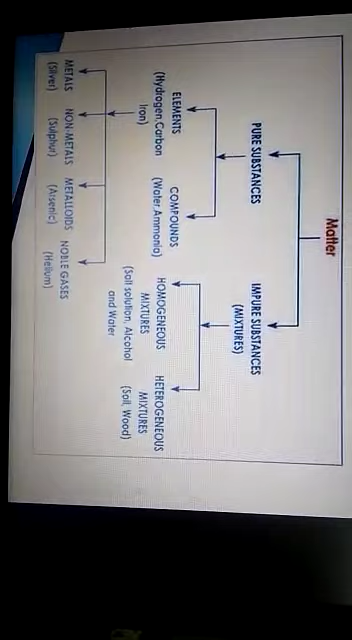 Matter
PURE SUBSTANCES
IMPURE SUBSTANCES
(MIXTURES)
ELEMENTS
(Hydrogen,Carbon
Iron)
COMPOUNDS
(Water,Ammonia)
HOMOGENEOUS
MIXTURES
(Salt solution, Alcohol
and Water
HETEROGENEOUS
MIXTURES
(Soil, Wood)
METALS
(Silver)
NON-METALS
(Sulphur)
METALLOIDS
(Arsenic)
NOBLE GASES
(Helium)